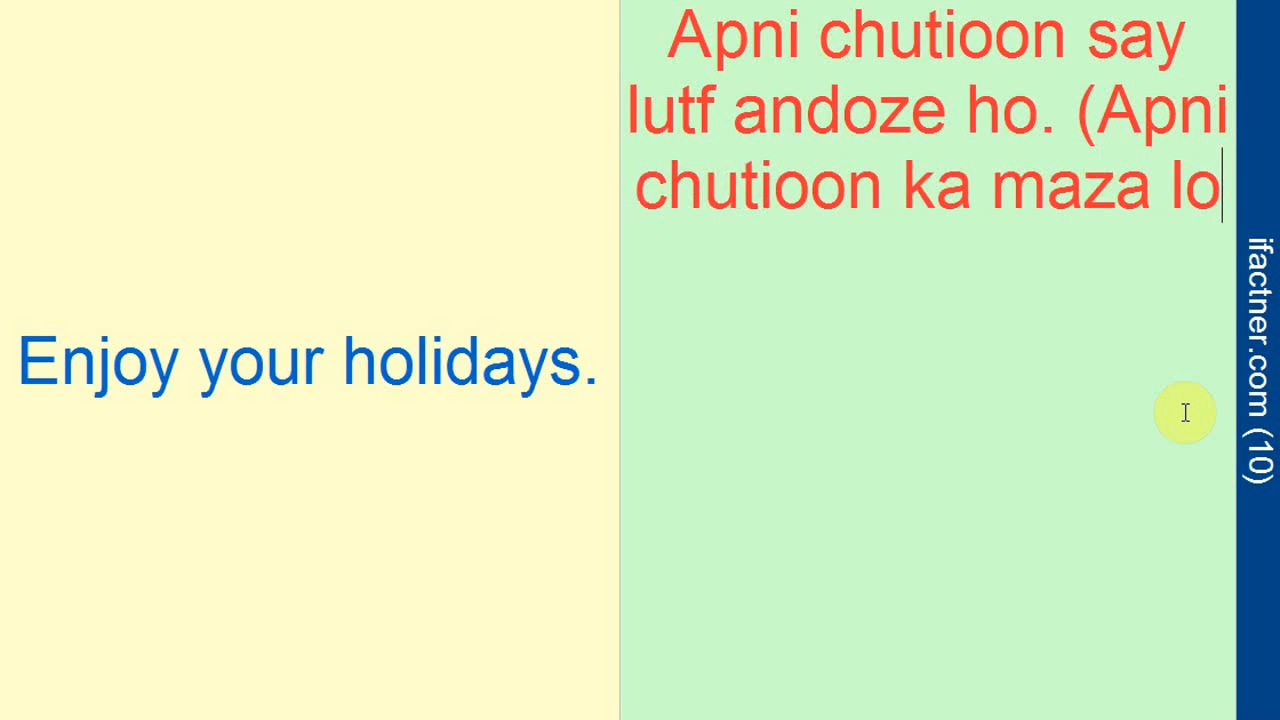 Enjoy your holidays.
Apni chutioon say
lutf andoze ho. (Apni
chutioon ka maza lo
ifactner.com (10)